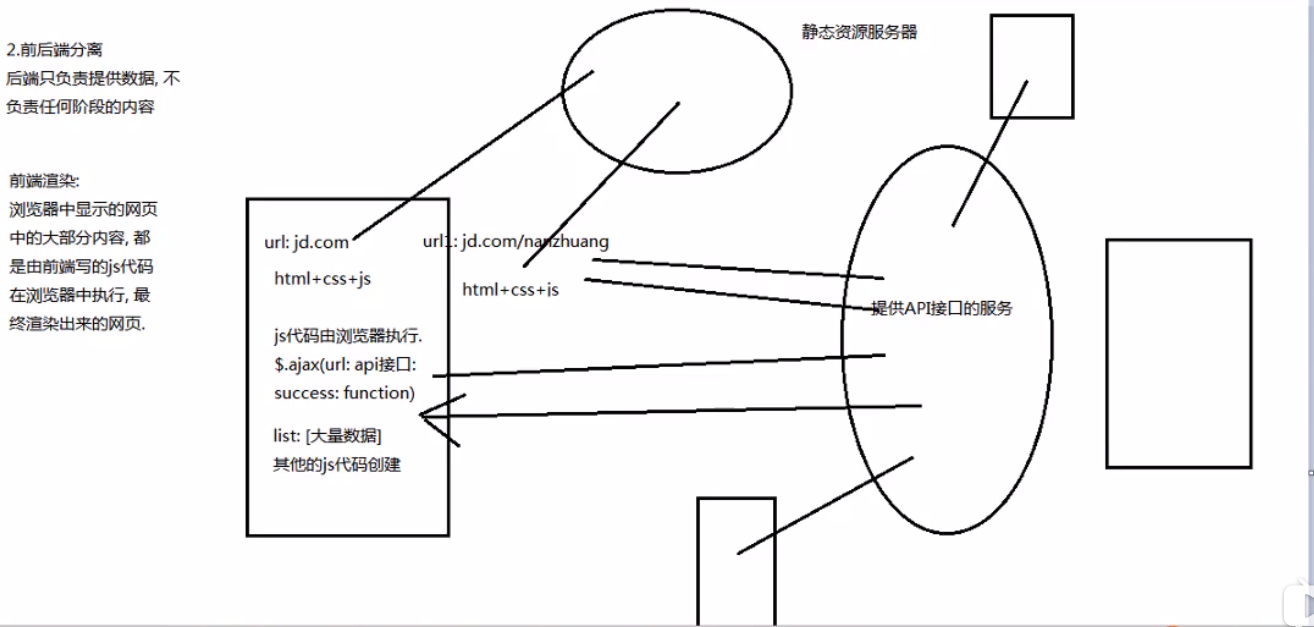 2.前后端分离
后端只负责提供数据, 不
负责任何阶段的内容
前端渲染:
浏览器中显示的网页
中的大部分内容, 都
是由前端写的js代码
在浏览器中执行, 最
终渲染出来的网页.
静态资源服务器
url: jd.com
html+css+js
js代码由浏览器执行.
$.ajax(url: api接口:
success: function)
list: [大量数据]
其他的js代码创建
url1: jd.com/nanzhuang
html+css+js
提供API接口的服务